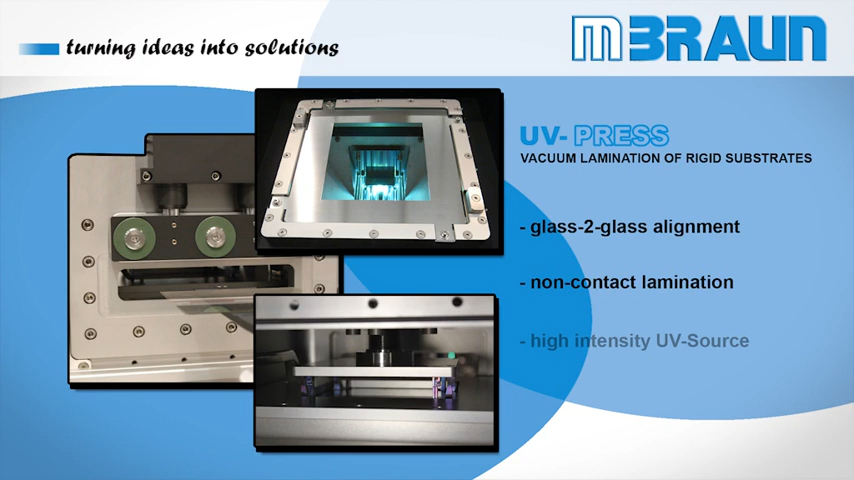 turning ideas into solutions
MBRAUN
UV- PRESS
VACUUM LAMINATION OF RIGID SUBSTRATES
- glass-2-glass alignment
- non-contact lamination
- high intensity UV-Source